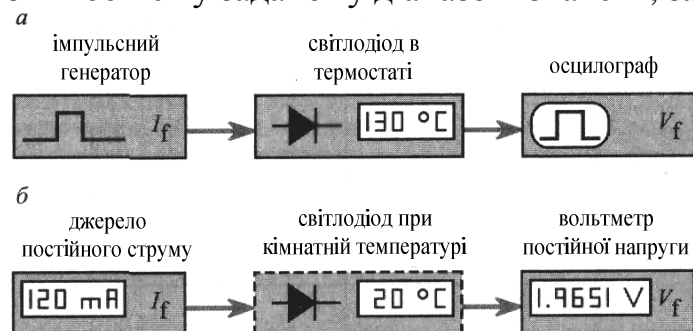 а
імпульсний генератор
світлодіод в термостаті
осцилограф
I_f
130 °C
V_f
б
джерело постійного струму
світлодіод при кімнатній температурі
вольтметр постійної напруги
120 mA
I_f
20 °C
1.9651 V
V_f